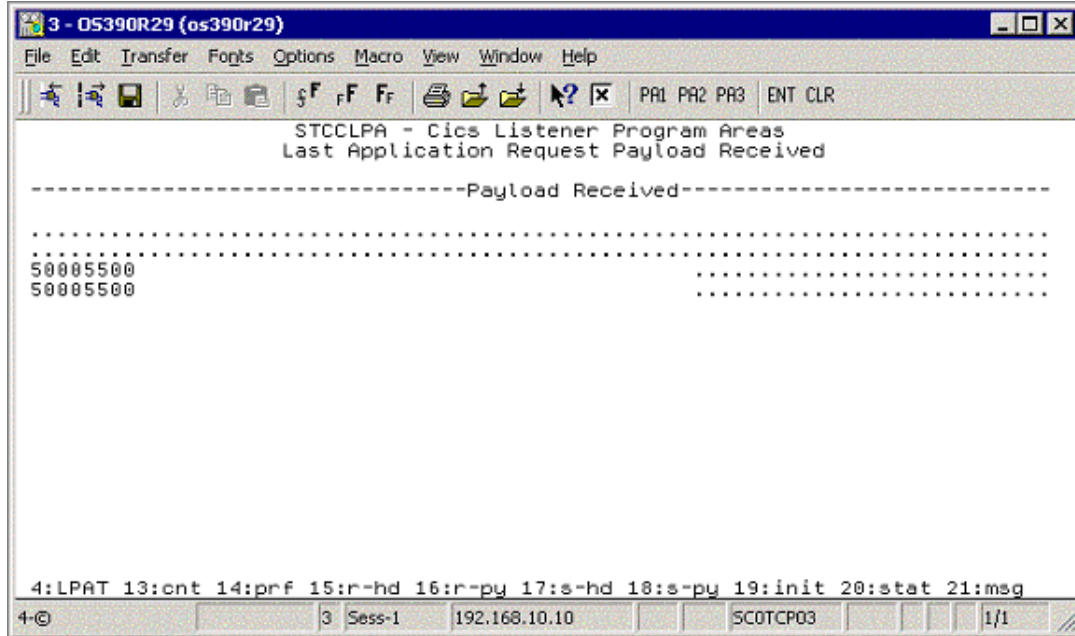 3 - OS390R29 (os390r29)
File Edit Transfer Fonts Options Macro View Window Help
PA1 PA2 PA3 ENT CLR
STCCLPA - Cics Listener Program Areas
Last Application Request Payload Received
---------------------------------Payload Received----------------------------
.............................................................................
.............................................................................
50005500 ...........................
50005500 ...........................
4:LPAT 13:cnt 14:prf 15:r-hd 16:r-py 17:s-hd 18:s-py 19:init 20:stat 21:msg
4-© 3 Sess-1 192.168.10.10 SCOTCP03 1/1